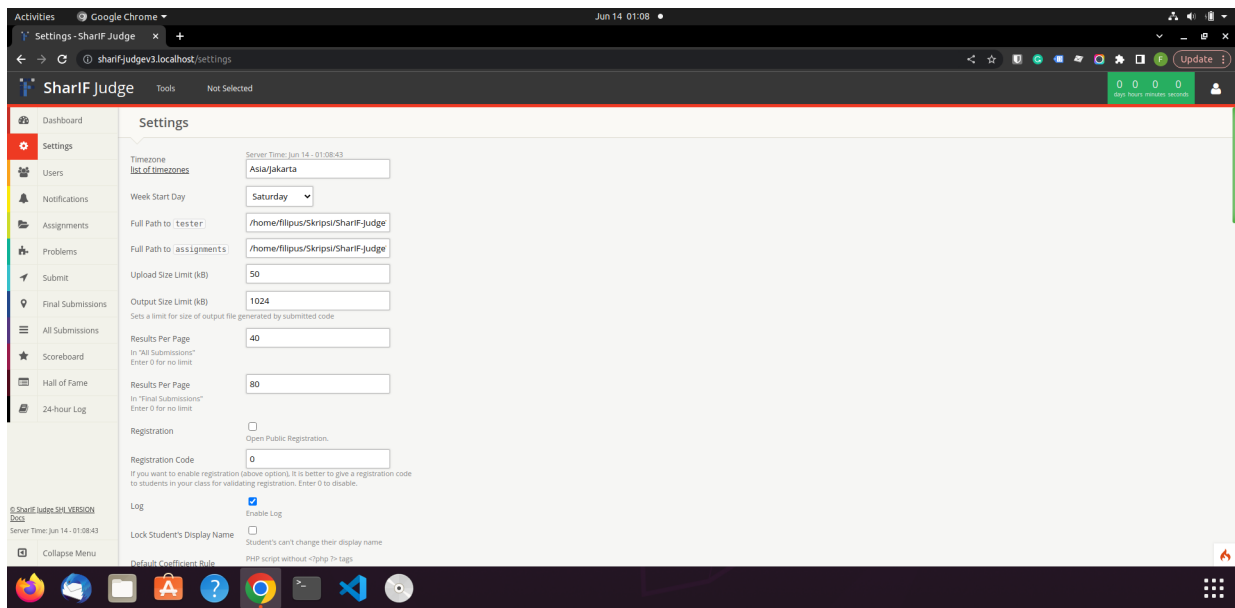 Activities Google Chrome Jun 14 01:08
Settings - SharIF Judge
sharif-judgev3.localhost/settings Update
SharIF Judge Tools Not Selected 0 0 0 0
days hours minutes seconds
Dashboard
Settings
Users
Notifications
Assignments
Problems
Submit
Final Submissions
All Submissions
Scoreboard
Hall of Fame
24-hour Log
© SharIF Judge SHJ_VERSION
Docs
Server Time: Jun 14 - 01:08:43
Collapse Menu
Settings
Server Time: Jun 14 - 01:08:43
Timezone
list of timezones Asia/Jakarta
Week Start Day Saturday
Full Path to tester /home/filipus/Skripsi/SharIF-Judge
Full Path to assignments /home/filipus/Skripsi/SharIF-Judge
Upload Size Limit (kB) 50
Output Size Limit (kB) 1024
Sets a limit for size of output file generated by submitted code
Results Per Page 40
In "All Submissions"
Enter 0 for no limit
Results Per Page 80
In "Final Submissions"
Enter 0 for no limit
Registration
Open Public Registration.
Registration Code 0
If you want to enable registration (above option), It is better to give a registration code
to students in your class for validating registration. Enter 0 to disable.
Log
Enable Log
Lock Student's Display Name
Student's can't change their display name
Default Coefficient Rule PHP script without <?php ?> tags